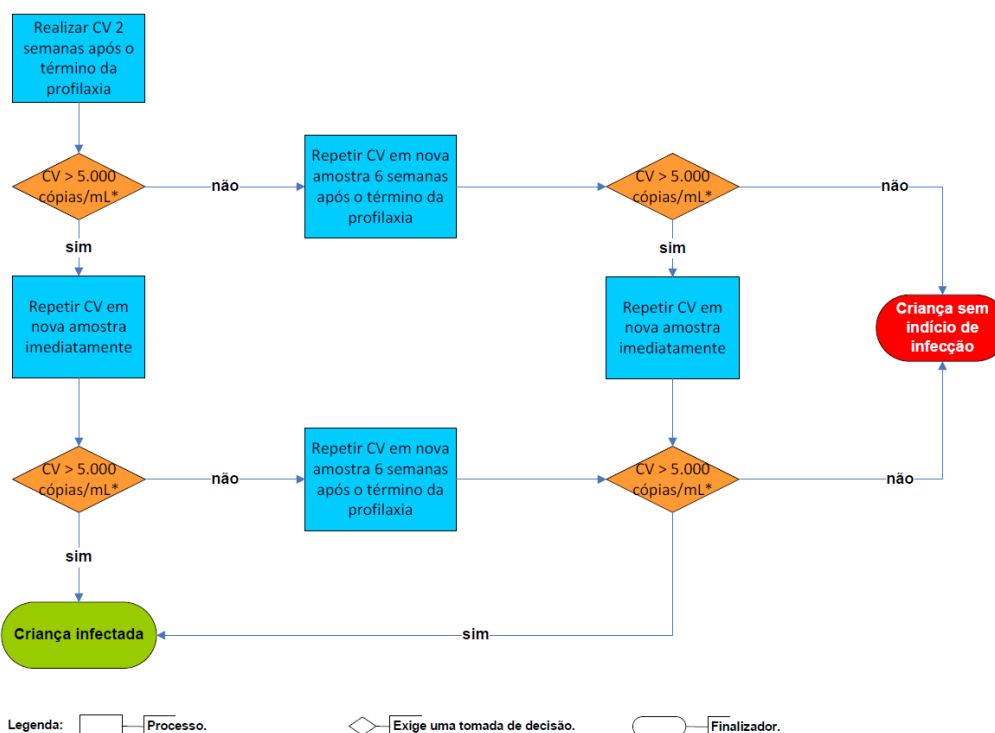 Realizar CV 2
semanas após o
término da
profilaxia
CV > 5.000
cópias/mL*
não
Repetir CV em nova
amostra 6 semanas
após o término da
profilaxia
CV > 5.000
cópias/mL*
não
sim
sim
Repetir CV em
nova amostra
imediatamente
Repetir CV em
nova amostra
imediatamente
Criança sem
indício de
infecção
CV > 5.000
cópias/mL*
não
Repetir CV em nova
amostra 6 semanas
após o término da
profilaxia
CV > 5.000
cópias/mL*
não
sim
Criança infectada
sim
Legenda:
Processo.
Exige uma tomada de decisão.
Finalizador.